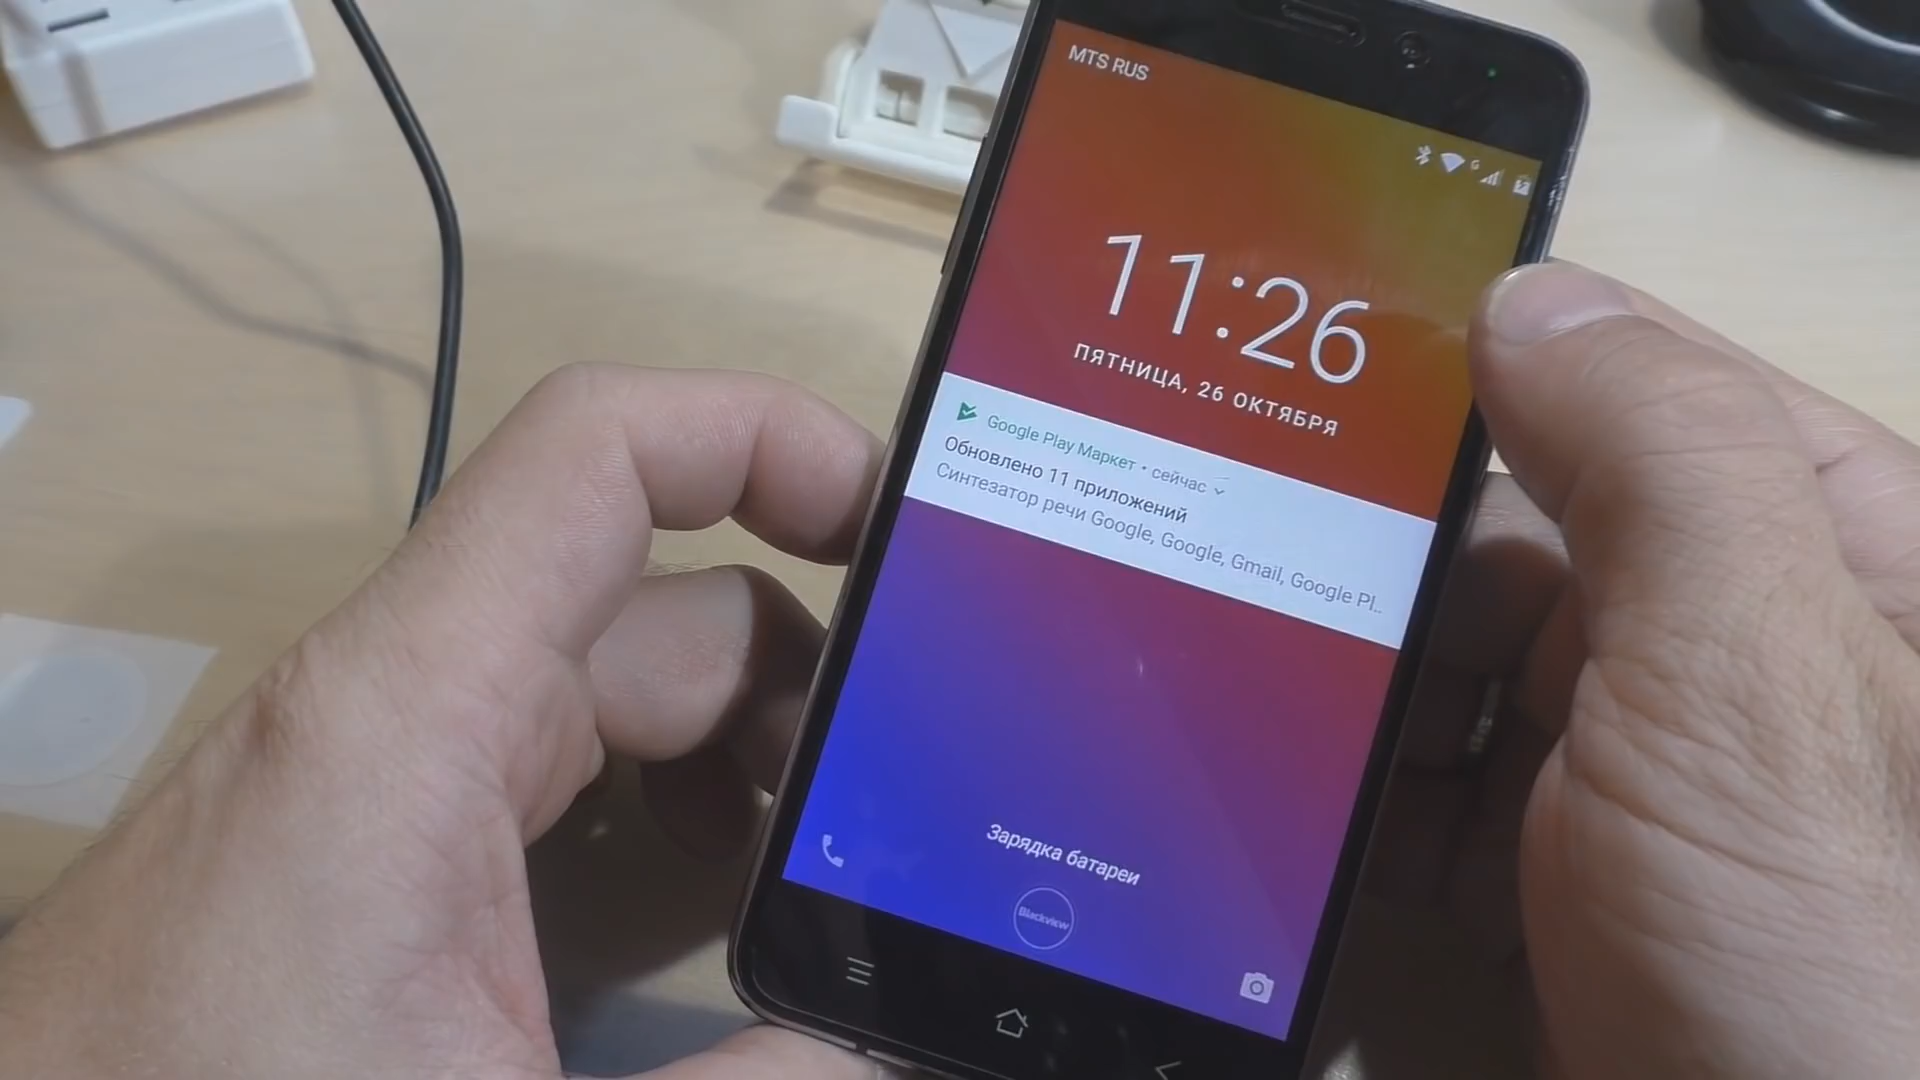 MTS RUS
G
11:26
ПЯТНИЦА, 26 ОКТЯБРЯ
Google Play Маркет • сейчас
Обновлено 11 приложений
Синтезатор речи Google, Google, Gmail, Google Pl..
Зарядка батареи
Blackview